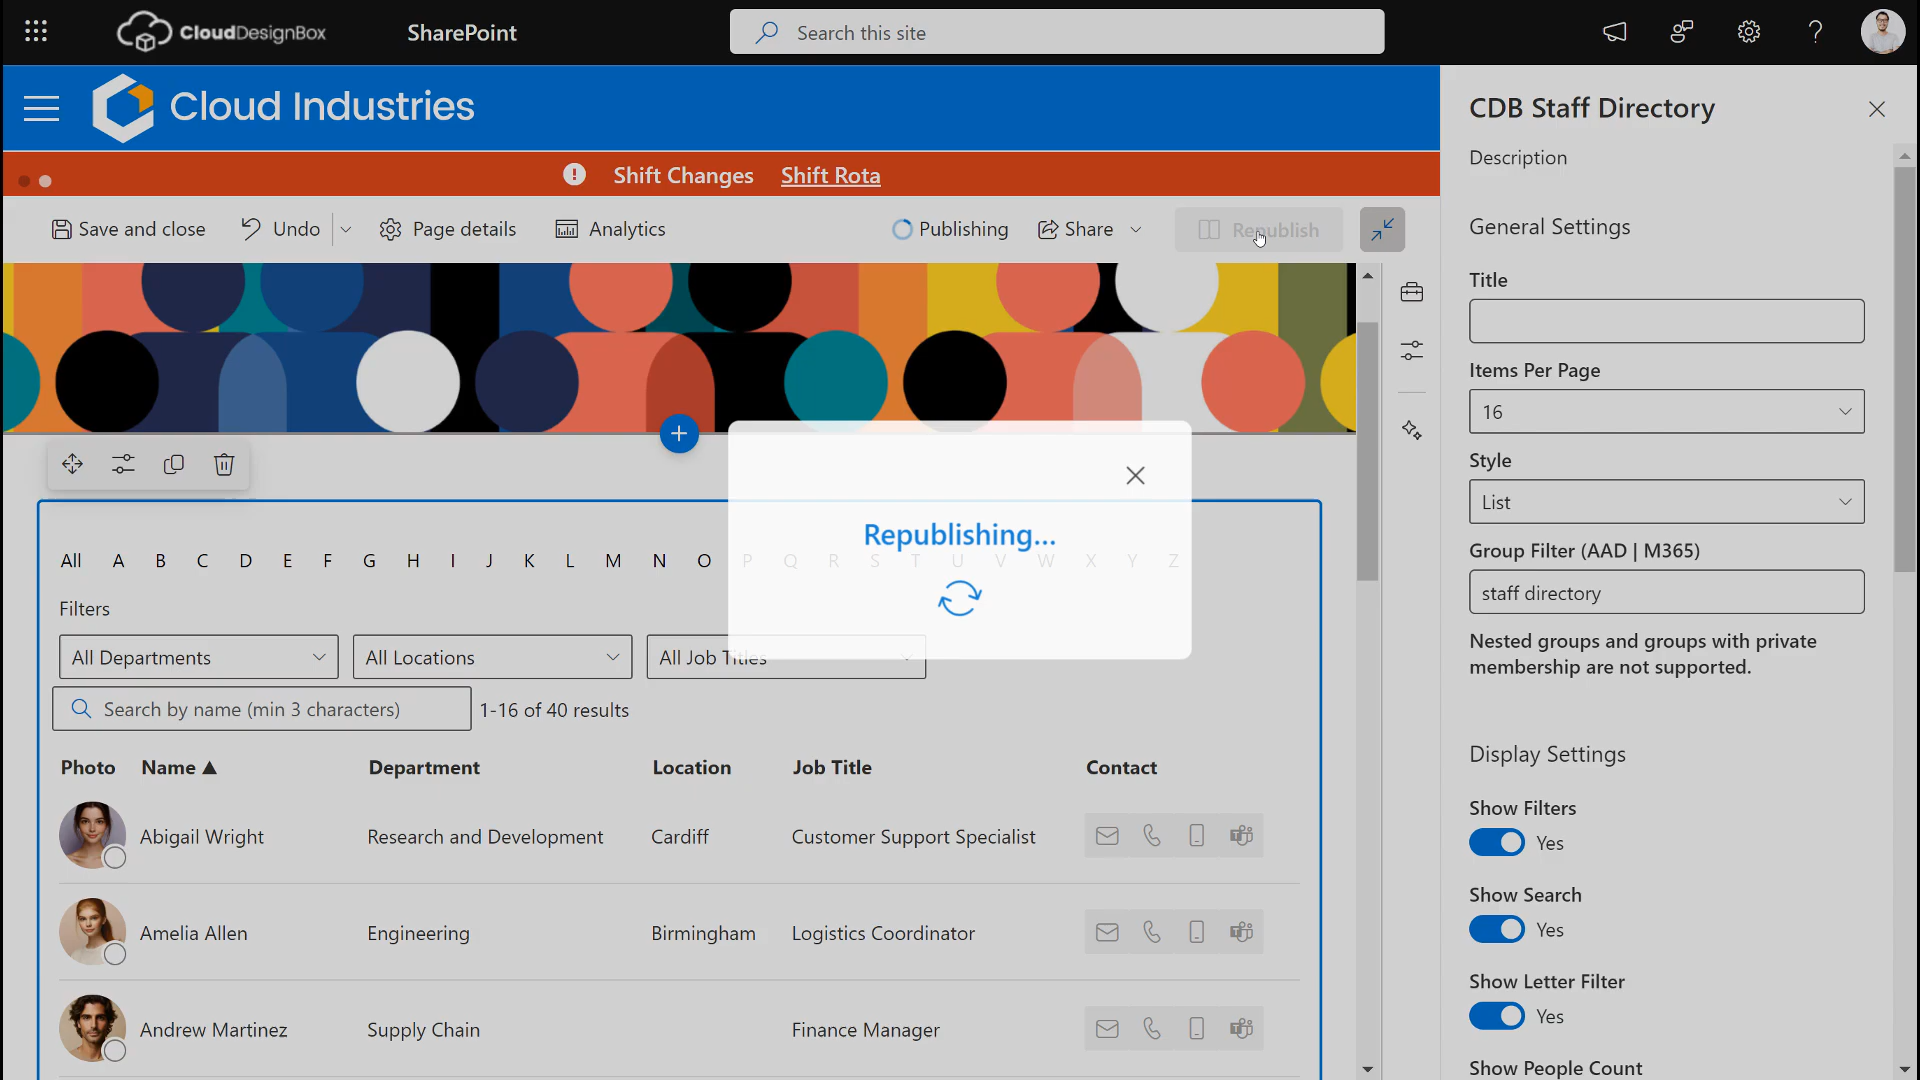 CloudDesignBox
SharePoint
Search this site
Cloud Industries
Shift Changes Shift Rota
Save and close
Undo
Page details
Analytics
Publishing
Share
Republish
Republishing...
All A B C D E F G H I J K L M N O P Q R S T U V W X Y Z
Filters
All Departments
All Locations
All Job Titles
Search by name (min 3 characters)
1-16 of 40 results
Photo Name ▲ Department Location Job Title Contact
Abigail Wright Research and Development Cardiff Customer Support Specialist
Amelia Allen Engineering Birmingham Logistics Coordinator
Andrew Martinez Supply Chain Finance Manager
CDB Staff Directory
Description
General Settings
Title
Items Per Page
16
Style
List
Group Filter (AAD | M365)
staff directory
Nested groups and groups with private
membership are not supported.
Display Settings
Show Filters
Yes
Show Search
Yes
Show Letter Filter
Yes
Show People Count